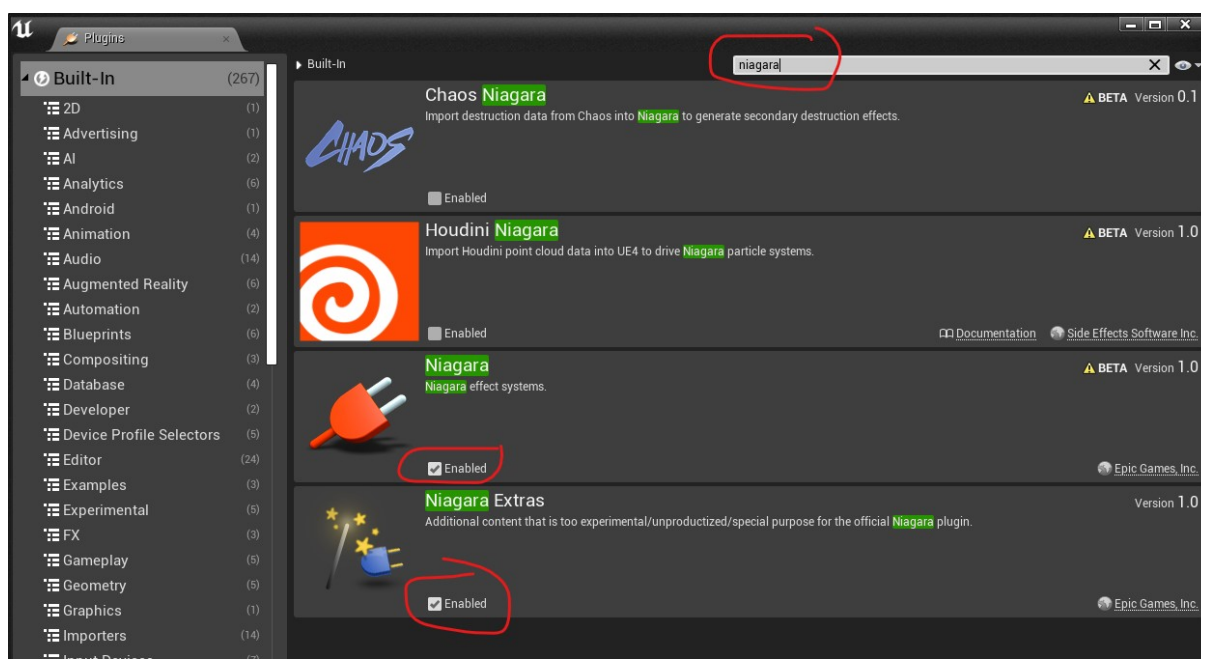 Plugins
Built-In (267)
2D (1)
Advertising (1)
AI (2)
Analytics (6)
Android (1)
Animation (4)
Audio (14)
Augmented Reality (6)
Automation (2)
Blueprints (6)
Compositing (3)
Database (4)
Developer (2)
Device Profile Selectors (5)
Editor (24)
Examples (3)
Experimental (5)
FX (3)
Gameplay (5)
Geometry (5)
Graphics (1)
Importers (14)
Built-In
niagara
Chaos Niagara
BETA Version 0.1
Import destruction data from Chaos into Niagara to generate secondary destruction effects.
CHAOS
Enabled
Houdini Niagara
BETA Version 1.0
Import Houdini point cloud data into UE4 to drive Niagara particle systems.
Enabled
Documentation Side Effects Software Inc.
Niagara
BETA Version 1.0
Niagara effect systems.
Enabled
Epic Games, Inc.
Niagara Extras
Version 1.0
Additional content that is too experimental/unproductized/special purpose for the official Niagara plugin.
Enabled
Epic Games, Inc.